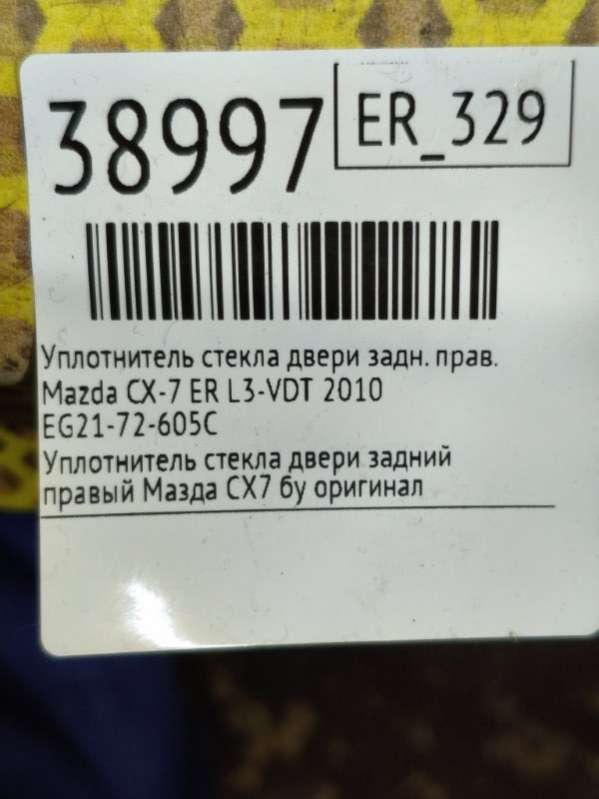 38997
ER_329
Уплотнитель стекла двери задн. прав.
Mazda CX-7 ER L3-VDT 2010
EG21-72-605C
Уплотнитель стекла двери задний
правый Мазда СХ7 бу оригинал